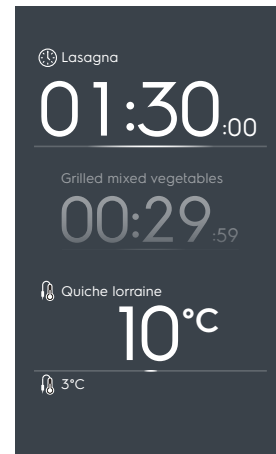 Lasagna
01:30:00
Grilled mixed vegetables
00:29:59
Quiche lorraine
10°C
3°C